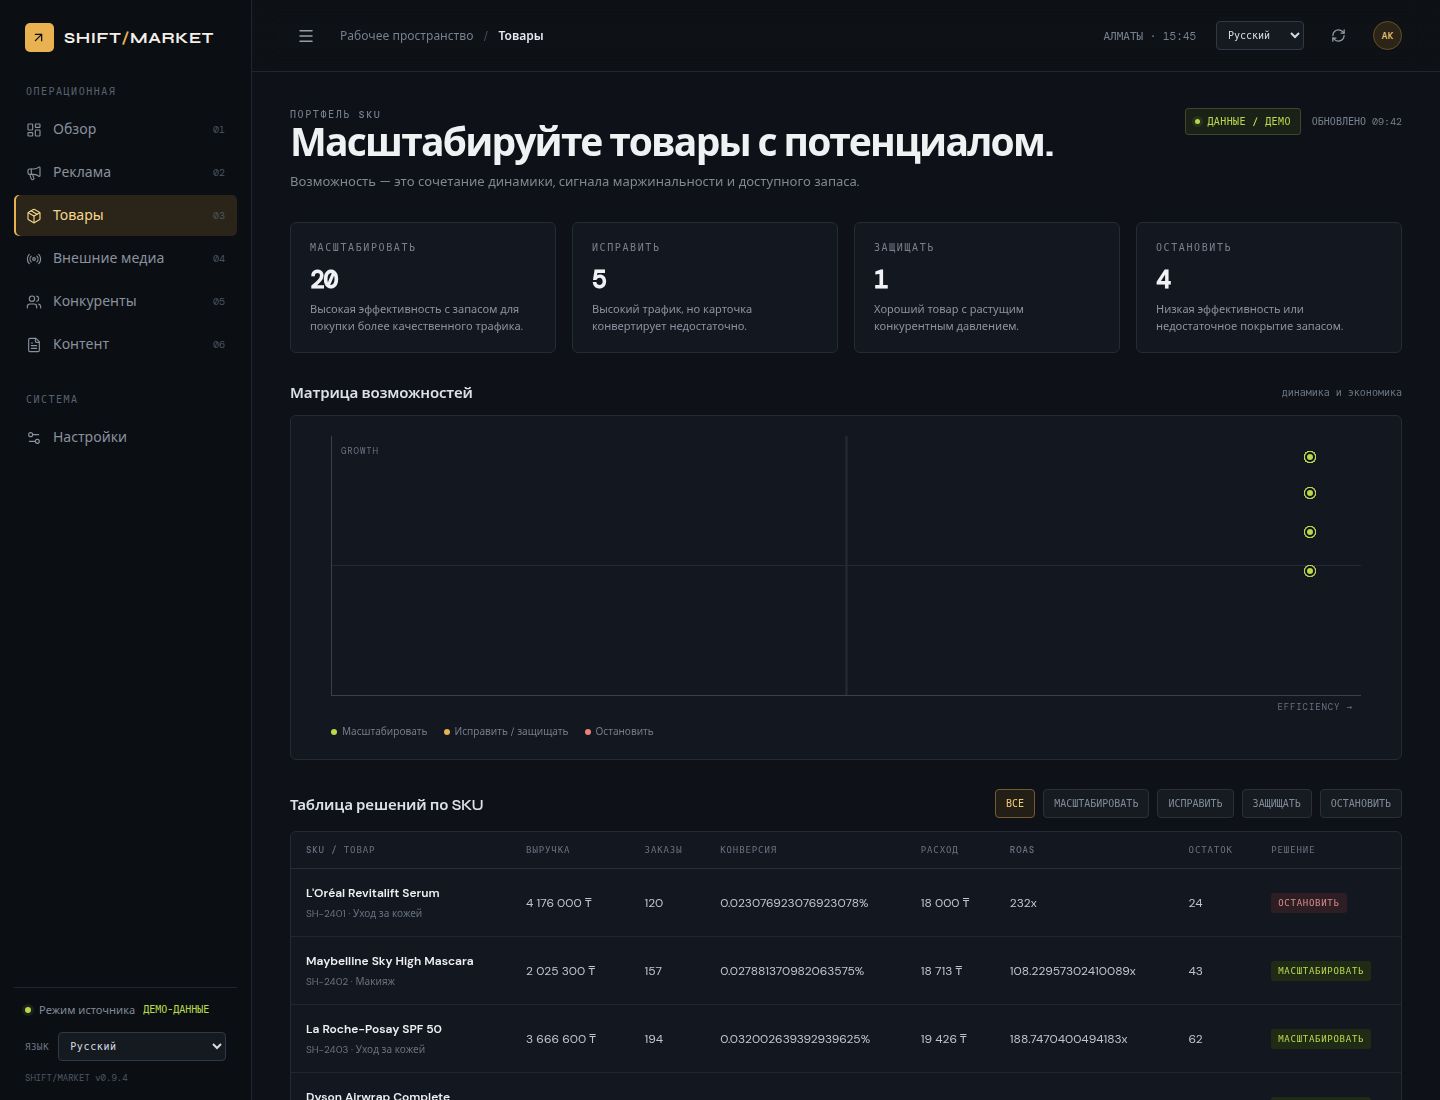 SHIFT/MARKET
ОПЕРАЦИОННАЯ
Обзор 01
Реклама 02
Товары 03
Внешние медиа 04
Конкуренты 05
Контент 06
СИСТЕМА
Настройки
Режим источника ДЕМО-ДАННЫЕ
ЯЗЫК Русский
SHIFT/MARKET v0.9.4
Рабочее пространство / Товары
АЛМАТЫ · 15:45
Русский
АК
ПОРТФЕЛЬ SKU
Масштабируйте товары с потенциалом.
Возможность — это сочетание динамики, сигнала маржинальности и доступного запаса.
ДАННЫЕ / ДЕМО
ОБНОВЛЕНО 09:42
МАСШТАБИРОВАТЬ
20
Высокая эффективность с запасом для
покупки более качественного трафика.
ИСПРАВИТЬ
5
Высокий трафик, но карточка
конвертирует недостаточно.
ЗАЩИЩАТЬ
1
Хороший товар с растущим
конкурентным давлением.
ОСТАНОВИТЬ
4
Низкая эффективность или
недостаточное покрытие запасом.
Матрица возможностей
динамика и экономика
GROWTH
EFFICIENCY →
Масштабировать
Исправить / защищать
Остановить
Таблица решений по SKU
ВСЕ
МАСШТАБИРОВАТЬ
ИСПРАВИТЬ
ЗАЩИЩАТЬ
ОСТАНОВИТЬ
SKU / ТОВАР ВЫРУЧКА ЗАКАЗЫ КОНВЕРСИЯ РАСХОД ROAS ОСТАТОК РЕШЕНИЕ
L'Oréal Revitalift Serum
SH-2401 · Уход за кожей
4 176 000 ₸ 120 0.023076923076923078% 18 000 ₸ 232x 24 ОСТАНОВИТЬ
Maybelline Sky High Mascara
SH-2402 · Макияж
2 025 300 ₸ 157 0.027881370982063575% 18 713 ₸ 108.22957302410089x 43 МАСШТАБИРОВАТЬ
La Roche-Posay SPF 50
SH-2403 · Уход за кожей
3 666 600 ₸ 194 0.032002639392939625% 19 426 ₸ 188.7470400494183x 62 МАСШТАБИРОВАТЬ
Dyson Airwrap Complete